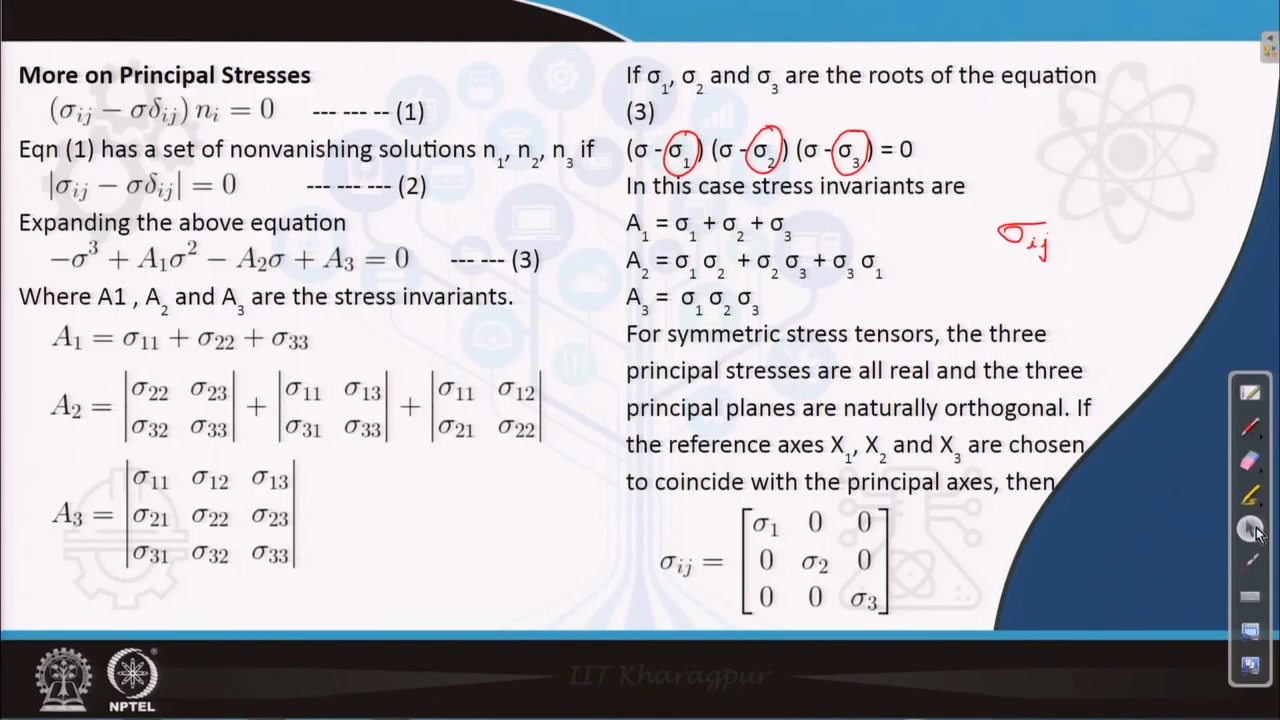 More on Principal Stresses
(σij − σδij) ni = 0 --- --- -- (1)
Eqn (1) has a set of nonvanishing solutions n1, n2, n3 if
|σij − σδij| = 0 --- --- --- (2)
Expanding the above equation
−σ³ + A1σ² − A2σ + A3 = 0 --- --- (3)
Where A1 , A2 and A3 are the stress invariants.
A1 = σ11 + σ22 + σ33
A2 = |σ22 σ23| + |σ11 σ13| + |σ11 σ12|
|σ32 σ33| |σ31 σ33| |σ21 σ22|
A3 = |σ11 σ12 σ13|
|σ21 σ22 σ23|
|σ31 σ32 σ33|
If σ1, σ2 and σ3 are the roots of the equation
(3)
(σ - σ1) (σ - σ2) (σ - σ3) = 0
In this case stress invariants are
A1 = σ1 + σ2 + σ3
A2 = σ1 σ2 + σ2 σ3 + σ3 σ1
A3 = σ1 σ2 σ3
σij
For symmetric stress tensors, the three
principal stresses are all real and the three
principal planes are naturally orthogonal. If
the reference axes X1, X2 and X3 are chosen
to coincide with the principal axes, then
σij = [σ1 0 0]
[0 σ2 0]
[0 0 σ3]
IIT Kharagpur
NPTEL